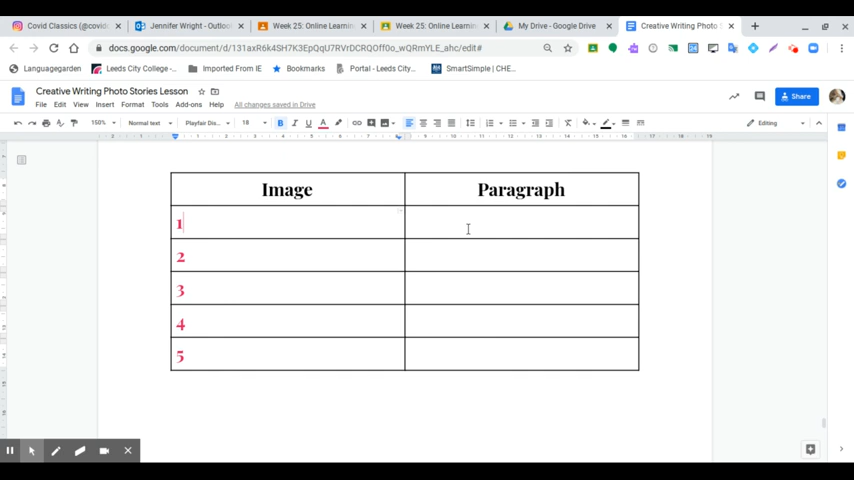 Covid Classics (@covid
Jennifer Wright - Outlool
Week 25: Online Learnin
Week 25: Online Learnin
My Drive - Google Drive
Creative Writing Photo S
docs.google.com/document/d/131axR6k4SH7K3EpQqU7RVrDCRQOff0o_wQRmYLE_ahc/edit#
Languagegarden
Leeds City College -...
Imported From IE
Bookmarks
Portal - Leeds City...
SmartSimple | CHE...
Creative Writing Photo Stories Lesson
Share
File Edit View Insert Format Tools Add-ons Help All changes saved in Drive
150% Normal text Playfair Dis... 18 B I U A Editing
Image Paragraph
1
2
3
4
5